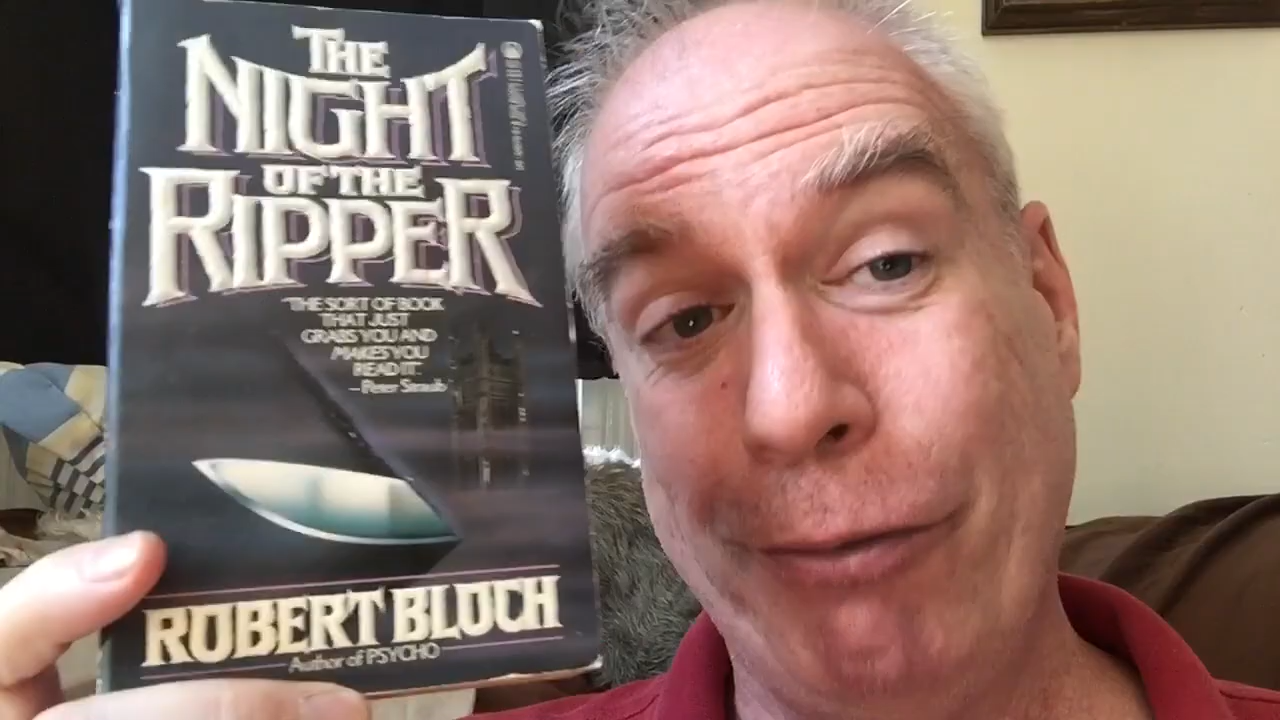 THE
NIGHT
OF THE
RIPPER
"THE SORT OF BOOK
THAT JUST
GRABS YOU AND
MAKES YOU
READ IT."
—Peter Straub
ROBERT BLOCH
Author of PSYCHO